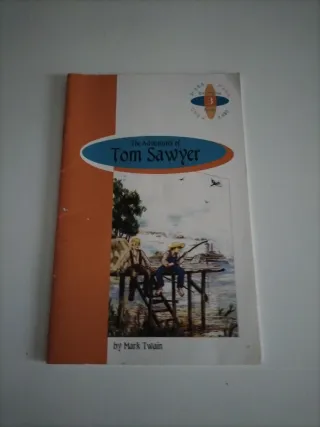 The Adventures of
Tom Sawyer
by Mark Twain